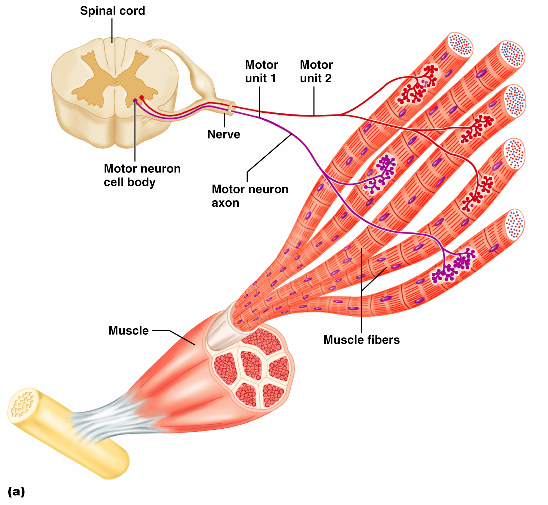 Spinal cord
Motor
unit 1
Motor
unit 2
Nerve
Motor neuron
cell body
Motor neuron
axon
Muscle
Muscle fibers
(a)